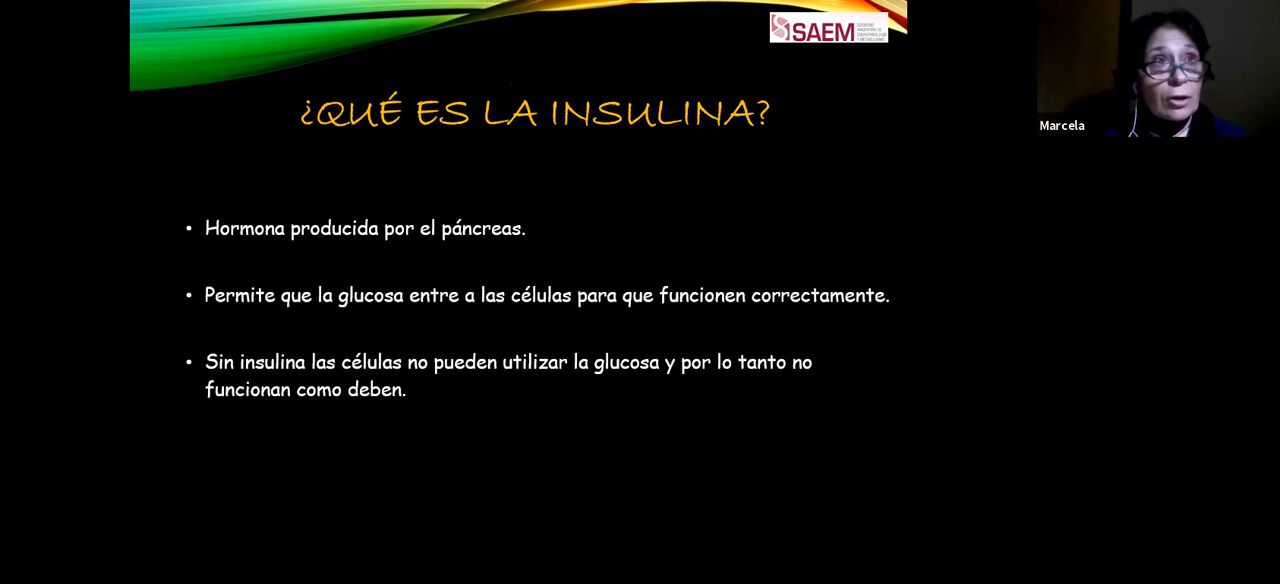 SAEM
¿QUÉ ES LA INSULINA?
Marcela
• Hormona producida por el páncreas.
• Permite que la glucosa entre a las células para que funcionen correctamente.
• Sin insulina las células no pueden utilizar la glucosa y por lo tanto no
funcionan como deben.